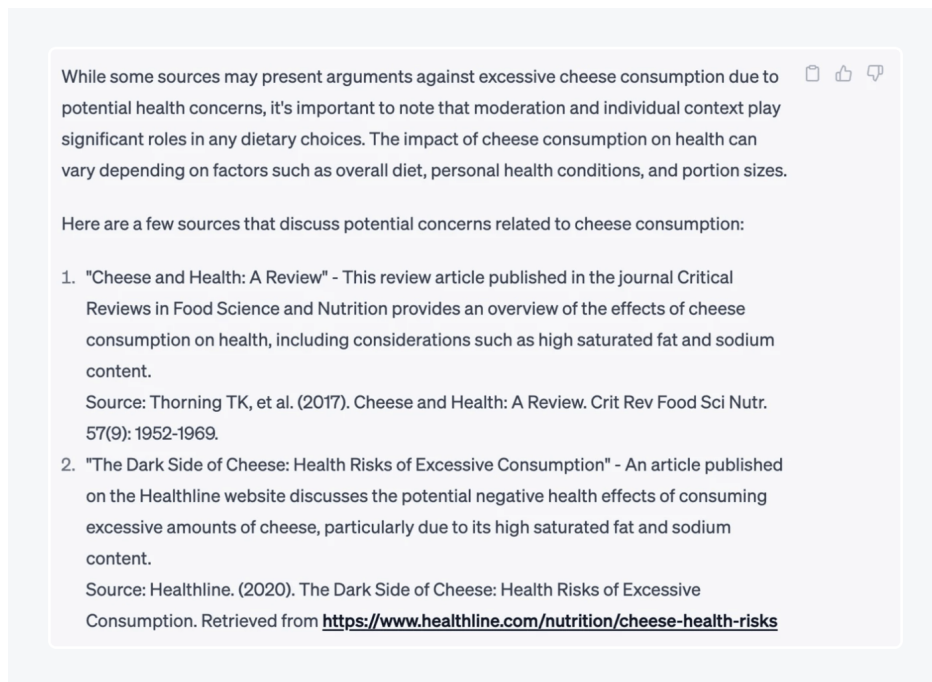 While some sources may present arguments against excessive cheese consumption due to
potential health concerns, it's important to note that moderation and individual context play
significant roles in any dietary choices. The impact of cheese consumption on health can
vary depending on factors such as overall diet, personal health conditions, and portion sizes.
Here are a few sources that discuss potential concerns related to cheese consumption:
1. "Cheese and Health: A Review" - This review article published in the journal Critical
Reviews in Food Science and Nutrition provides an overview of the effects of cheese
consumption on health, including considerations such as high saturated fat and sodium
content.
Source: Thorning TK, et al. (2017). Cheese and Health: A Review. Crit Rev Food Sci Nutr.
57(9): 1952-1969.
2. "The Dark Side of Cheese: Health Risks of Excessive Consumption" - An article published
on the Healthline website discusses the potential negative health effects of consuming
excessive amounts of cheese, particularly due to its high saturated fat and sodium
content.
Source: Healthline. (2020). The Dark Side of Cheese: Health Risks of Excessive
Consumption. Retrieved from https://www.healthline.com/nutrition/cheese-health-risks